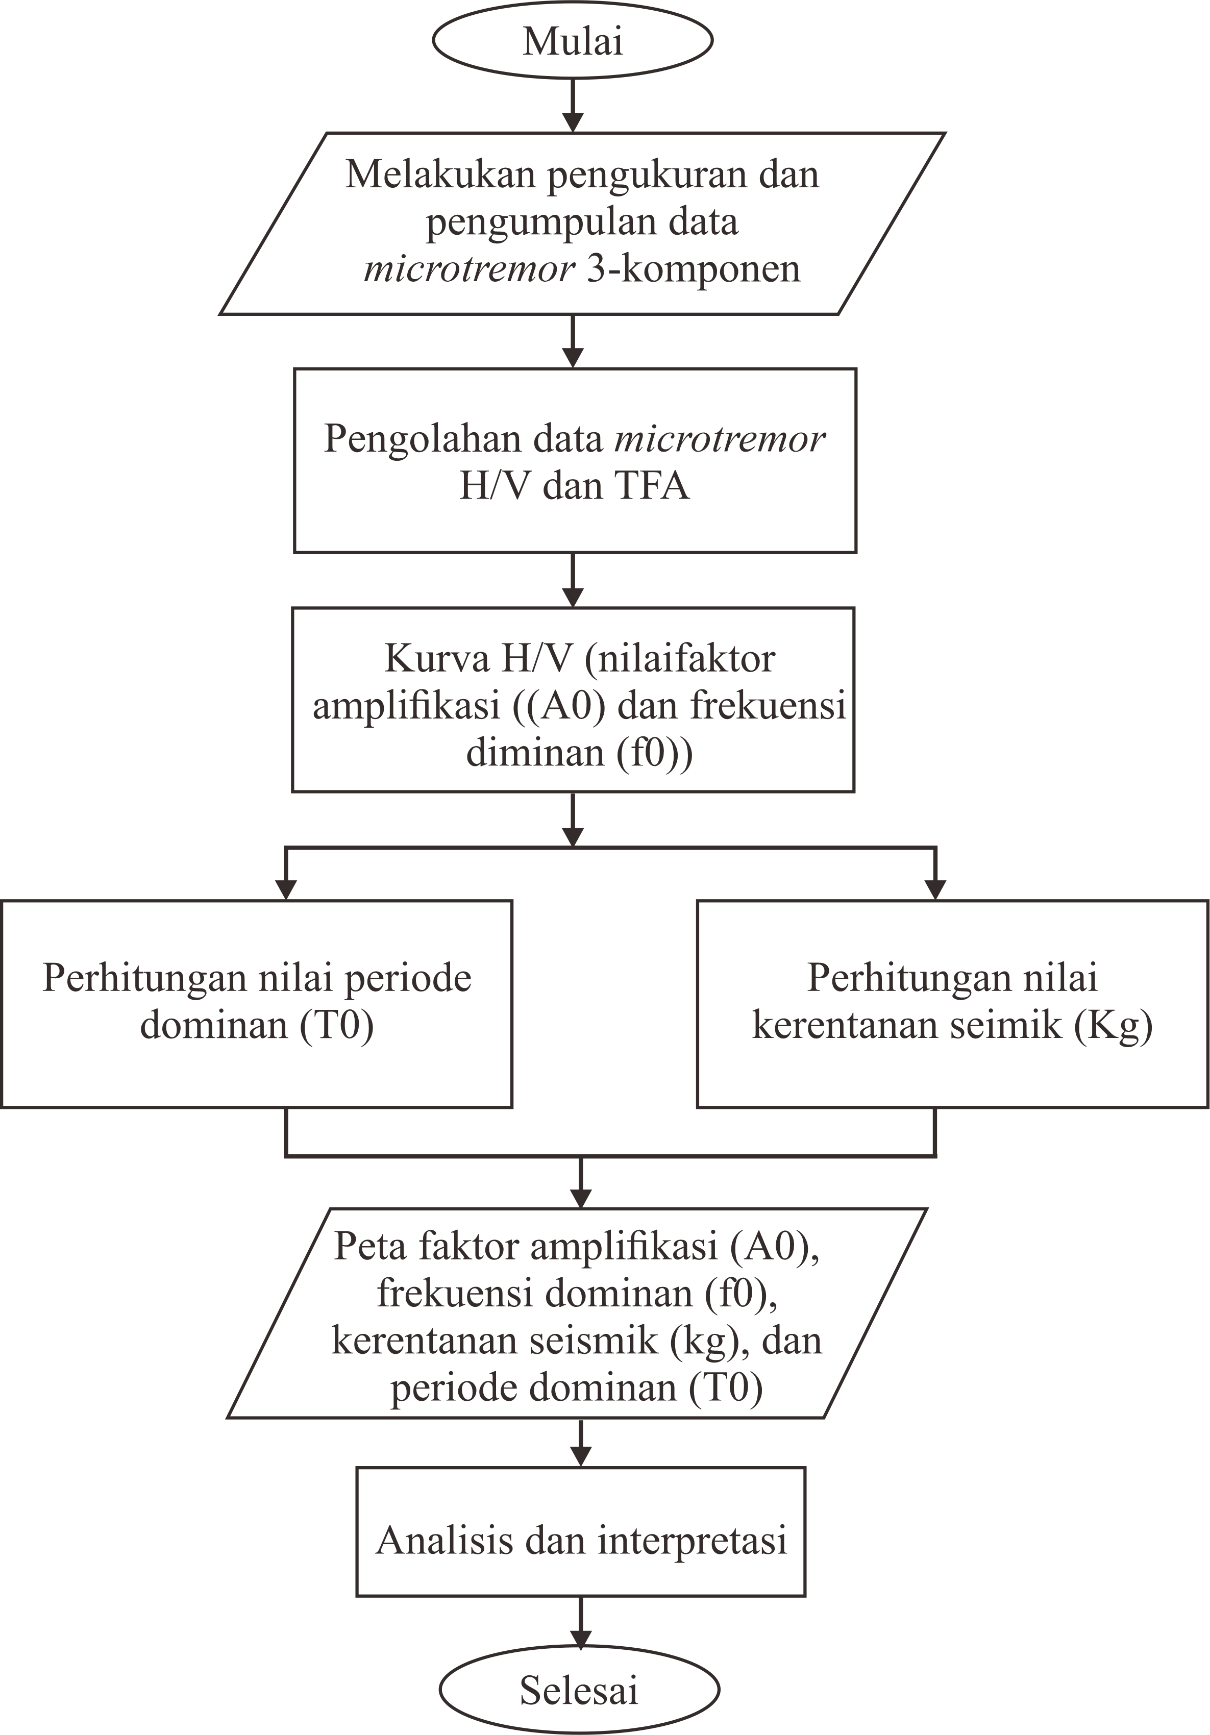 Mulai
Melakukan pengukuran dan
pengumpulan data
microtremor 3-komponen
Pengolahan data microtremor
H/V dan TFA
Kurva H/V (nilaifaktor
amplifikasi ((A0) dan frekuensi
diminan (f0))
Perhitungan nilai periode
dominan (T0)
Perhitungan nilai
kerentanan seimik (Kg)
Peta faktor amplifikasi (A0),
frekuensi dominan (f0),
kerentanan seismik (kg), dan
periode dominan (T0)
Analisis dan interpretasi
Selesai